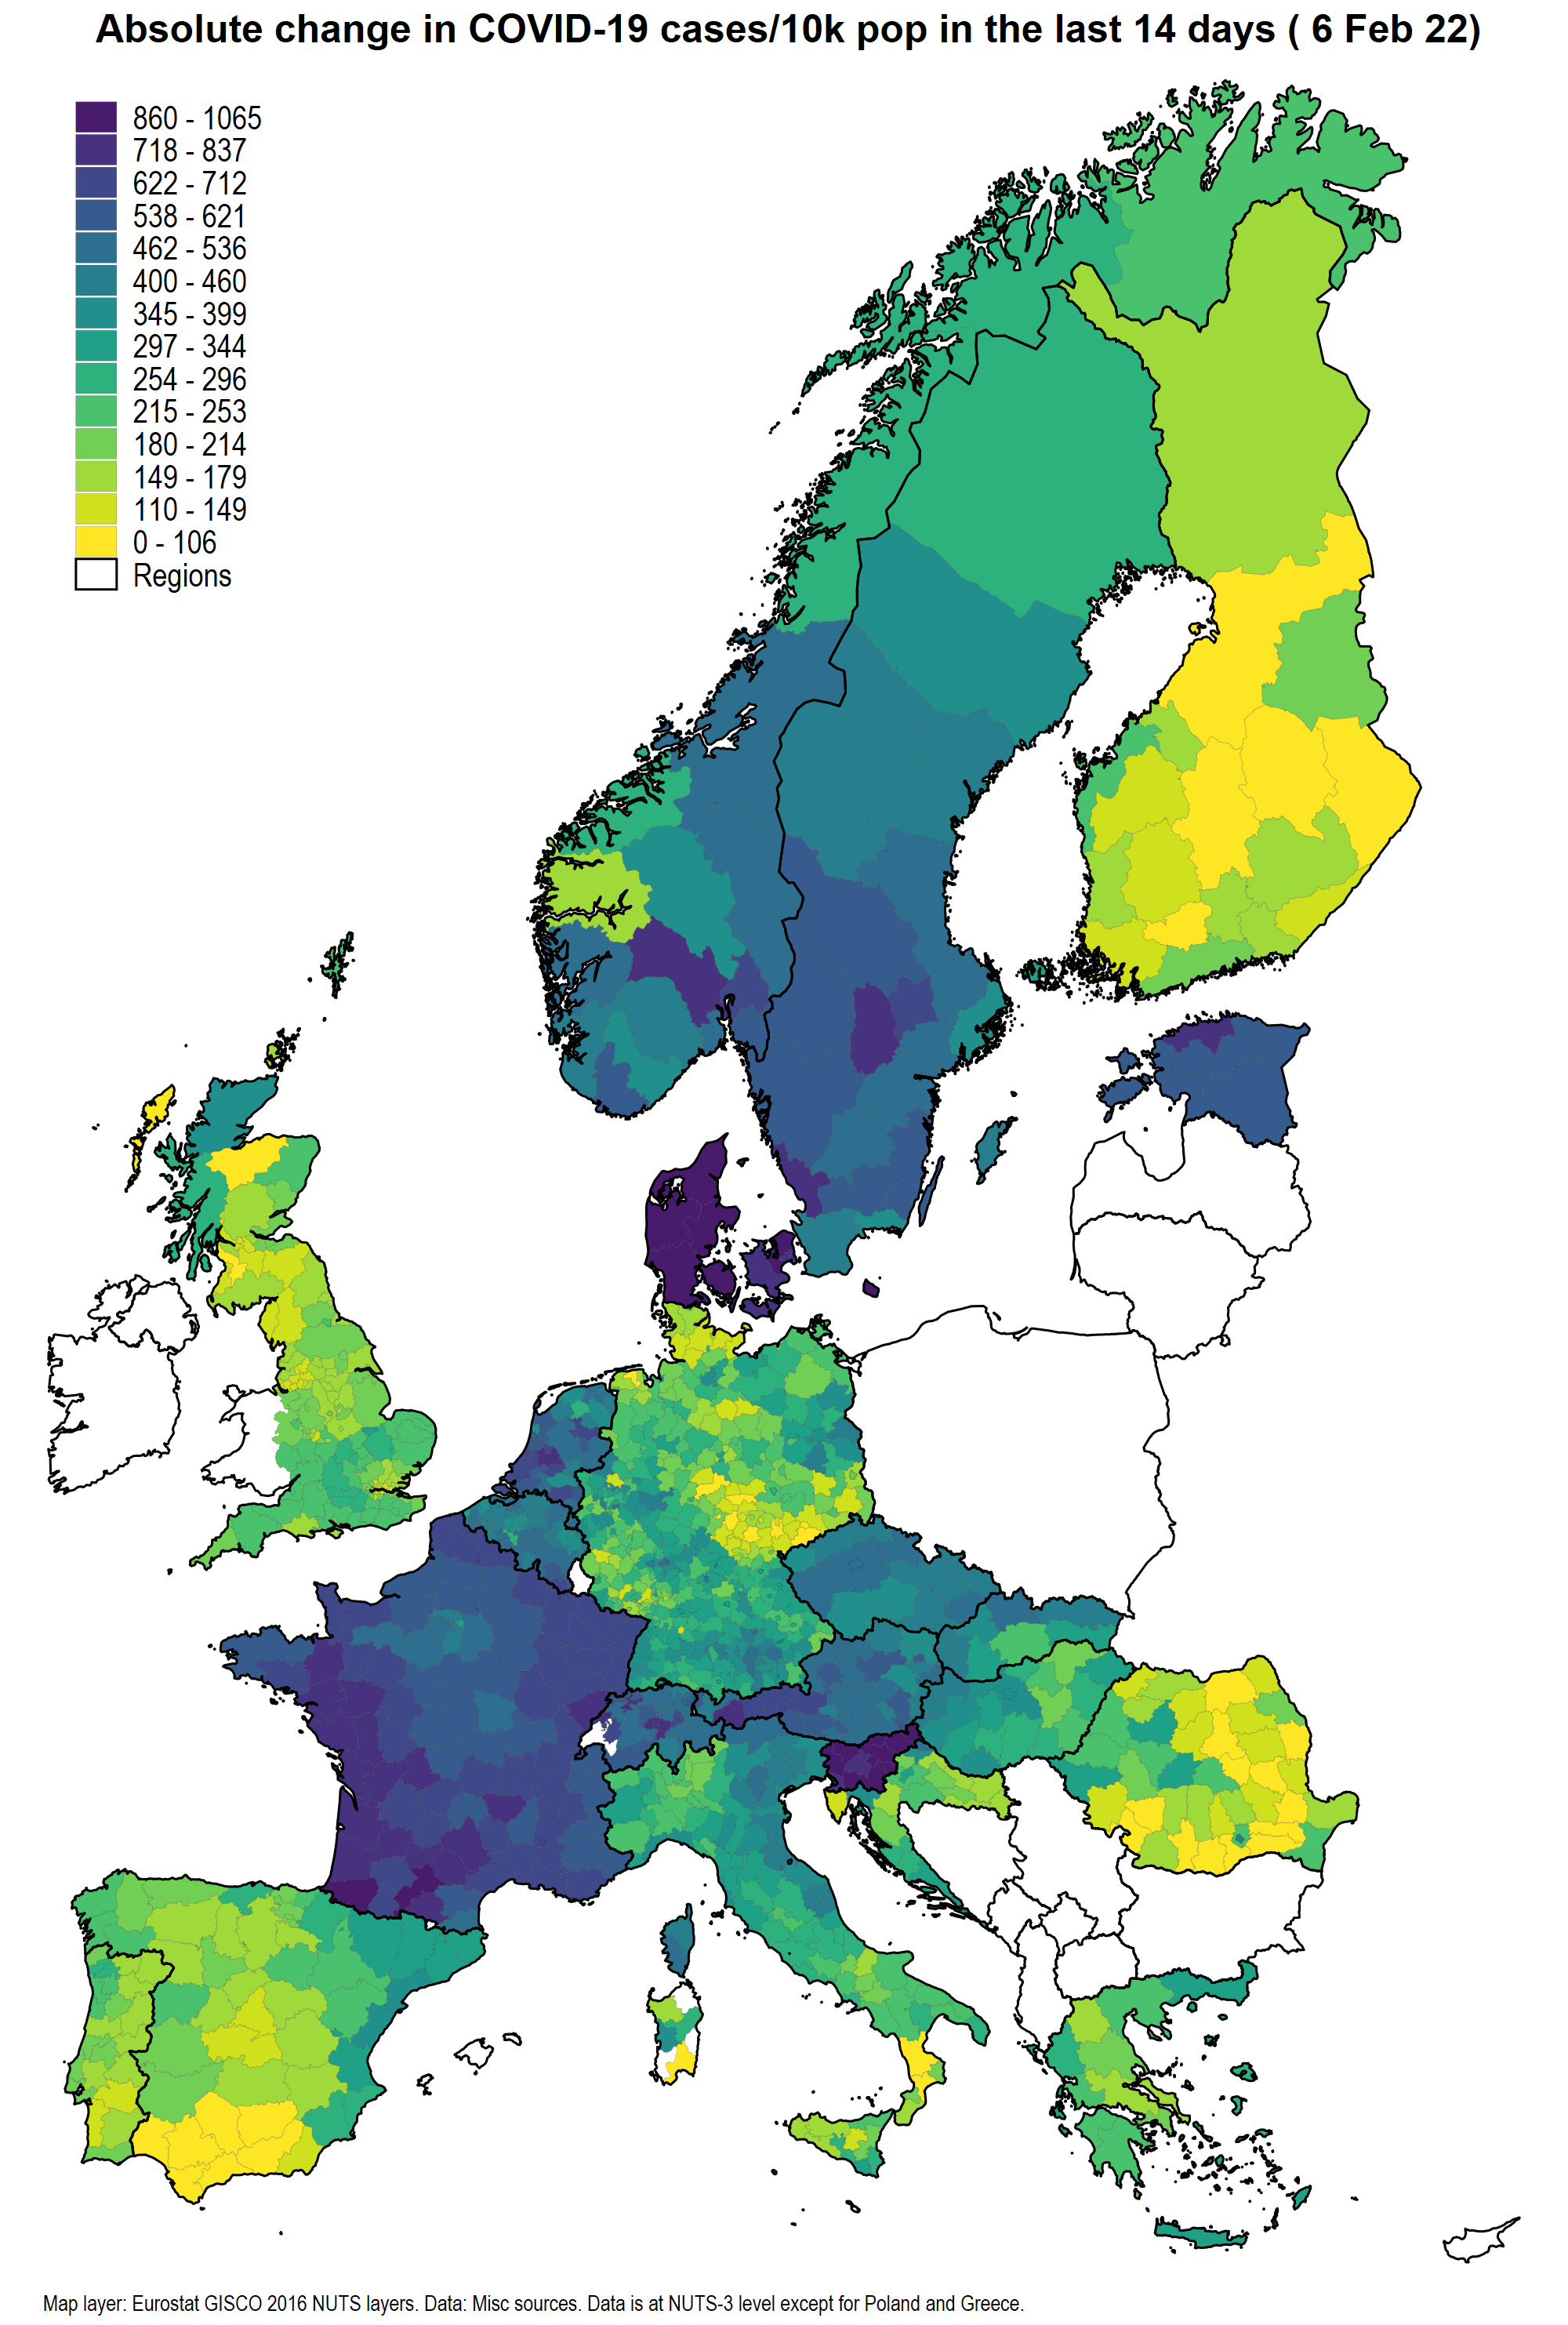 Absolute change in COVID-19 cases/10k pop in the last 14 days ( 6 Feb 22)
860 - 1065
718 - 837
622 - 712
538 - 621
462 - 536
400 - 460
345 - 399
297 - 344
254 - 296
215 - 253
180 - 214
149 - 179
110 - 149
0 - 106
Regions
Map layer: Eurostat GISCO 2016 NUTS layers. Data: Misc sources. Data is at NUTS-3 level except for Poland and Greece.